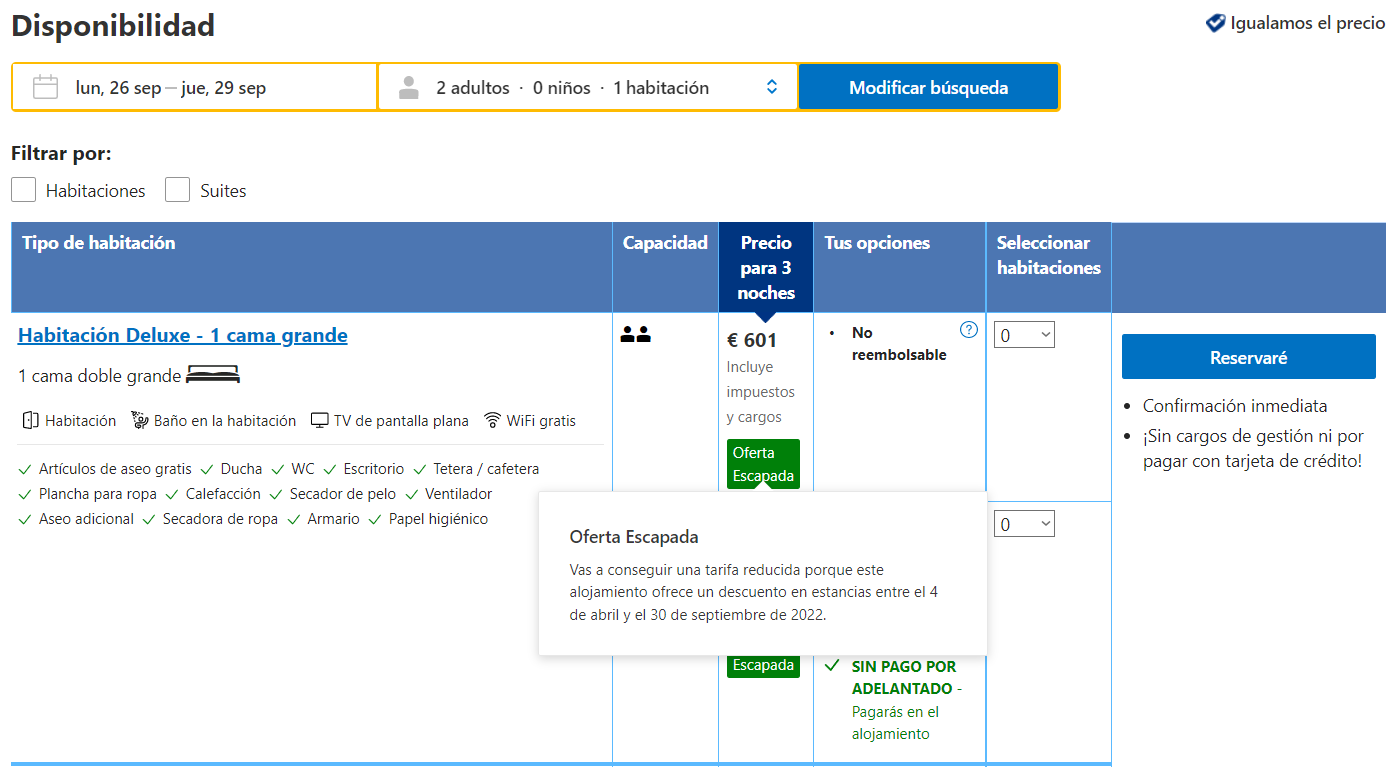 Disponibilidad
Igualamos el precio
lun, 26 sep — jue, 29 sep
2 adultos · 0 niños · 1 habitación
Modificar búsqueda
Filtrar por:
Habitaciones
Suites
Tipo de habitación
Capacidad
Precio
para 3
noches
Tus opciones
Seleccionar
habitaciones
Habitación Deluxe - 1 cama grande
1 cama doble grande
Habitación
Baño en la habitación
TV de pantalla plana
WiFi gratis
Artículos de aseo gratis
Ducha
WC
Escritorio
Tetera / cafetera
Plancha para ropa
Calefacción
Secador de pelo
Ventilador
Aseo adicional
Secadora de ropa
Armario
Papel higiénico
€ 601
Incluye
impuestos
y cargos
Oferta
Escapada
• No
reembolsable
?
0
Reservaré
• Confirmación inmediata
• ¡Sin cargos de gestión ni por
pagar con tarjeta de crédito!
Oferta Escapada
Vas a conseguir una tarifa reducida porque este
alojamiento ofrece un descuento en estancias entre el 4
de abril y el 30 de septiembre de 2022.
0
Escapada
SIN PAGO POR
ADELANTADO -
Pagarás en el
alojamiento